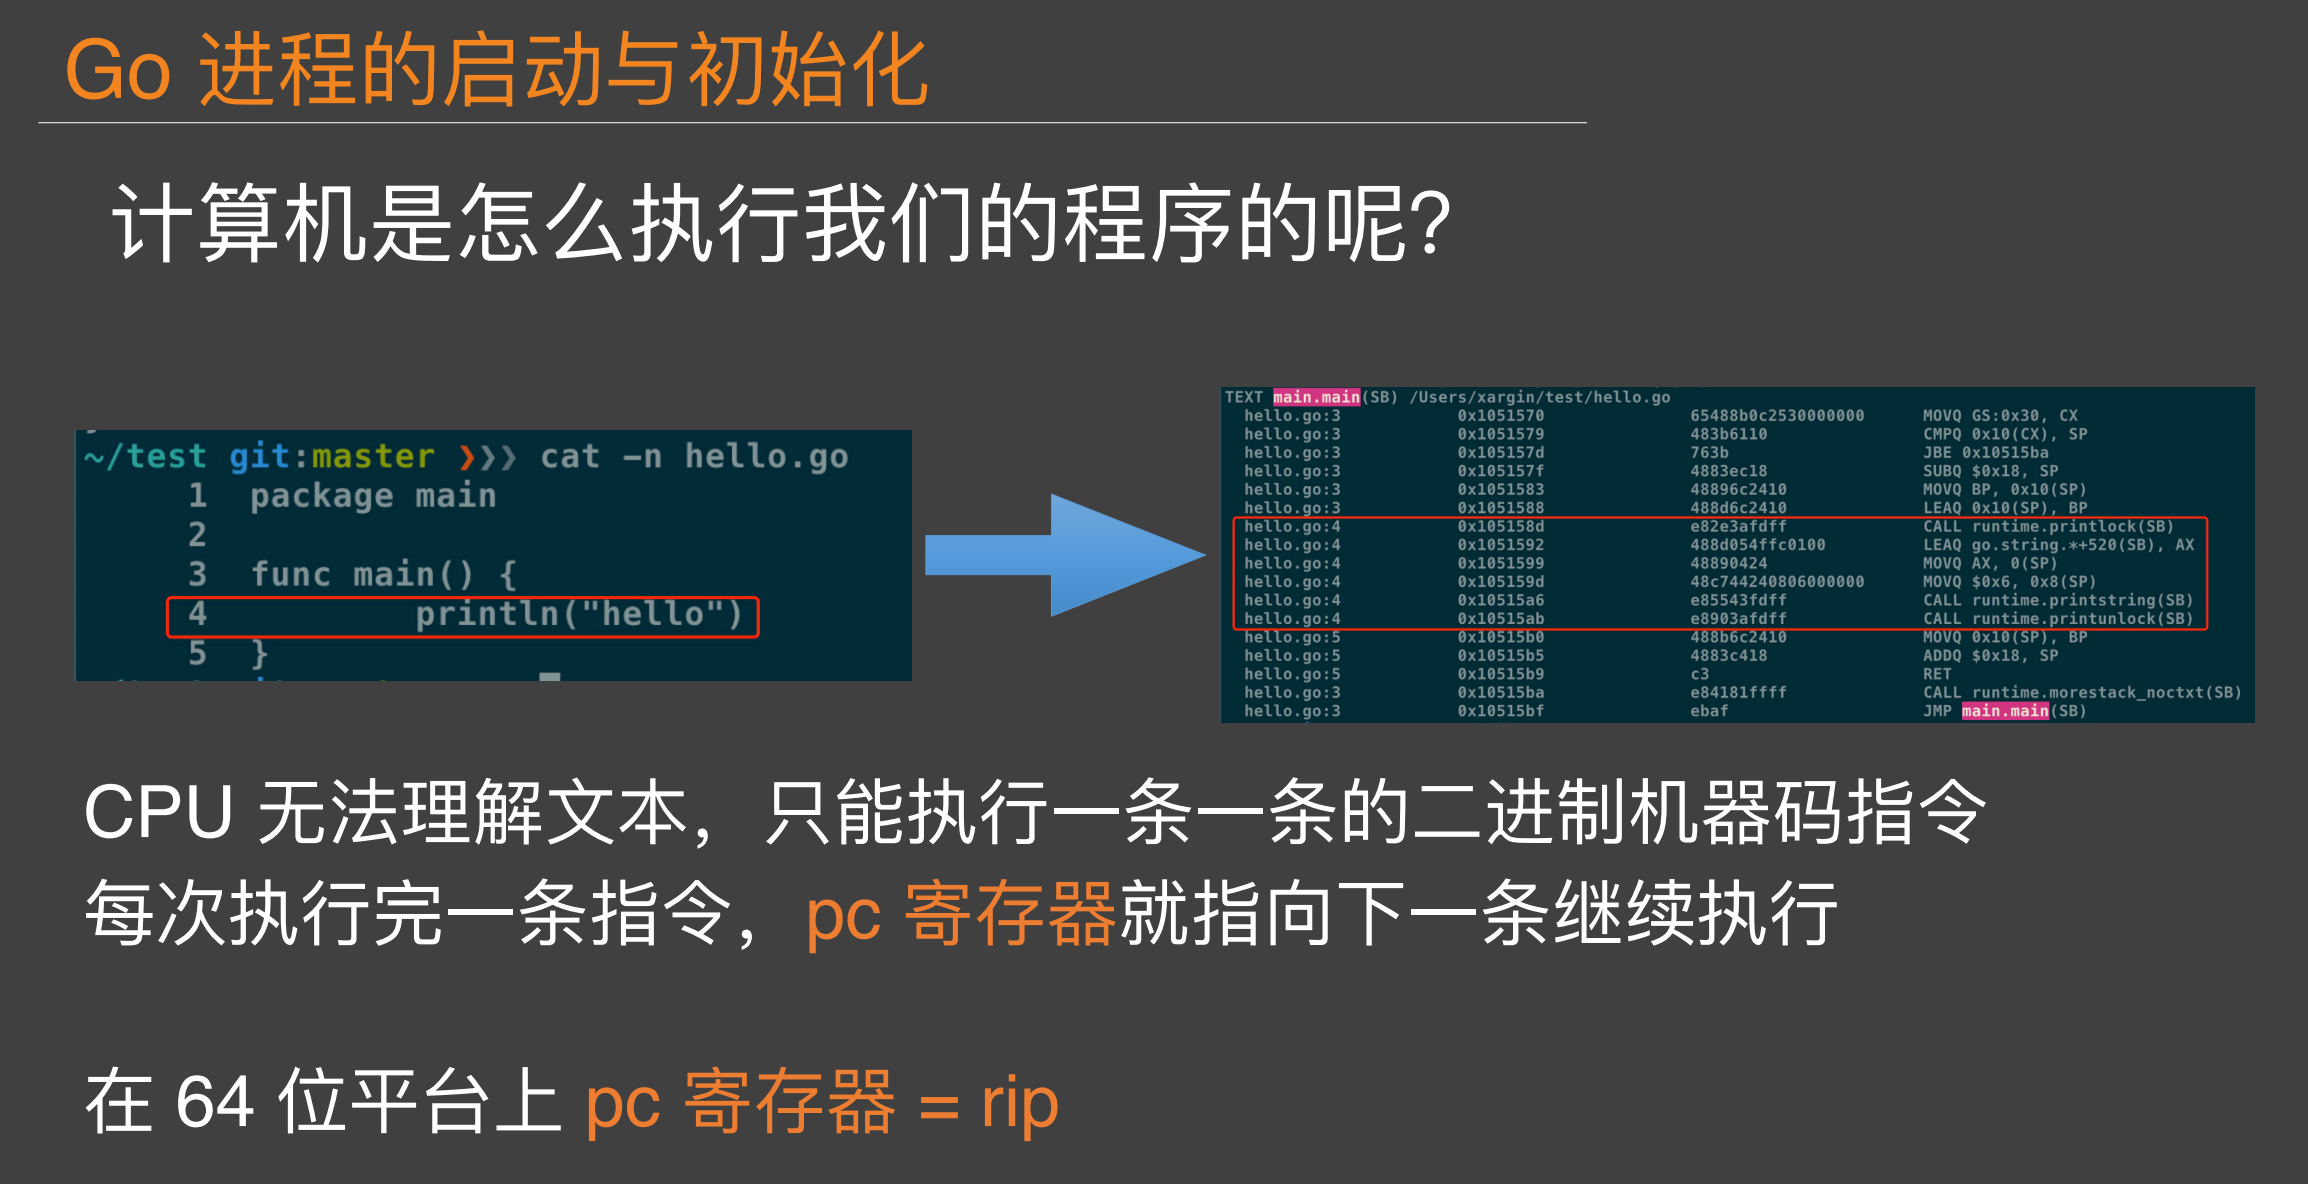 Go 进程的启动与初始化
计算机是怎么执行我们的程序的呢?
~/test git:master ❯❯❯ cat -n hello.go
1 package main
2
3 func main() {
4 println("hello")
5 }
TEXT main.main(SB) /Users/xargin/test/hello.go
hello.go:3 0x1051570 65488b0c2530000000 MOVQ GS:0x30, CX
hello.go:3 0x1051579 483b6110 CMPQ 0x10(CX), SP
hello.go:3 0x105157d 763b JBE 0x10515ba
hello.go:3 0x105157f 4883ec18 SUBQ $0x18, SP
hello.go:3 0x1051583 48896c2410 MOVQ BP, 0x10(SP)
hello.go:3 0x1051588 488d6c2410 LEAQ 0x10(SP), BP
hello.go:4 0x105158d e82e3afdff CALL runtime.printlock(SB)
hello.go:4 0x1051592 488d054ffc0100 LEAQ go.string.*+520(SB), AX
hello.go:4 0x1051599 48890424 MOVQ AX, 0(SP)
hello.go:4 0x105159d 48c744240806000000 MOVQ $0x6, 0x8(SP)
hello.go:4 0x10515a6 e85543fdff CALL runtime.printstring(SB)
hello.go:4 0x10515ab e8903afdff CALL runtime.printunlock(SB)
hello.go:5 0x10515b0 488b6c2410 MOVQ 0x10(SP), BP
hello.go:5 0x10515b5 4883c418 ADDQ $0x18, SP
hello.go:5 0x10515b9 c3 RET
hello.go:3 0x10515ba e84181ffff CALL runtime.morestack_noctxt(SB)
hello.go:3 0x10515bf ebaf JMP main.main(SB)
CPU 无法理解文本，只能执行一条一条的二进制机器码指令
每次执行完一条指令，pc 寄存器就指向下一条继续执行
在 64 位平台上 pc 寄存器 = rip